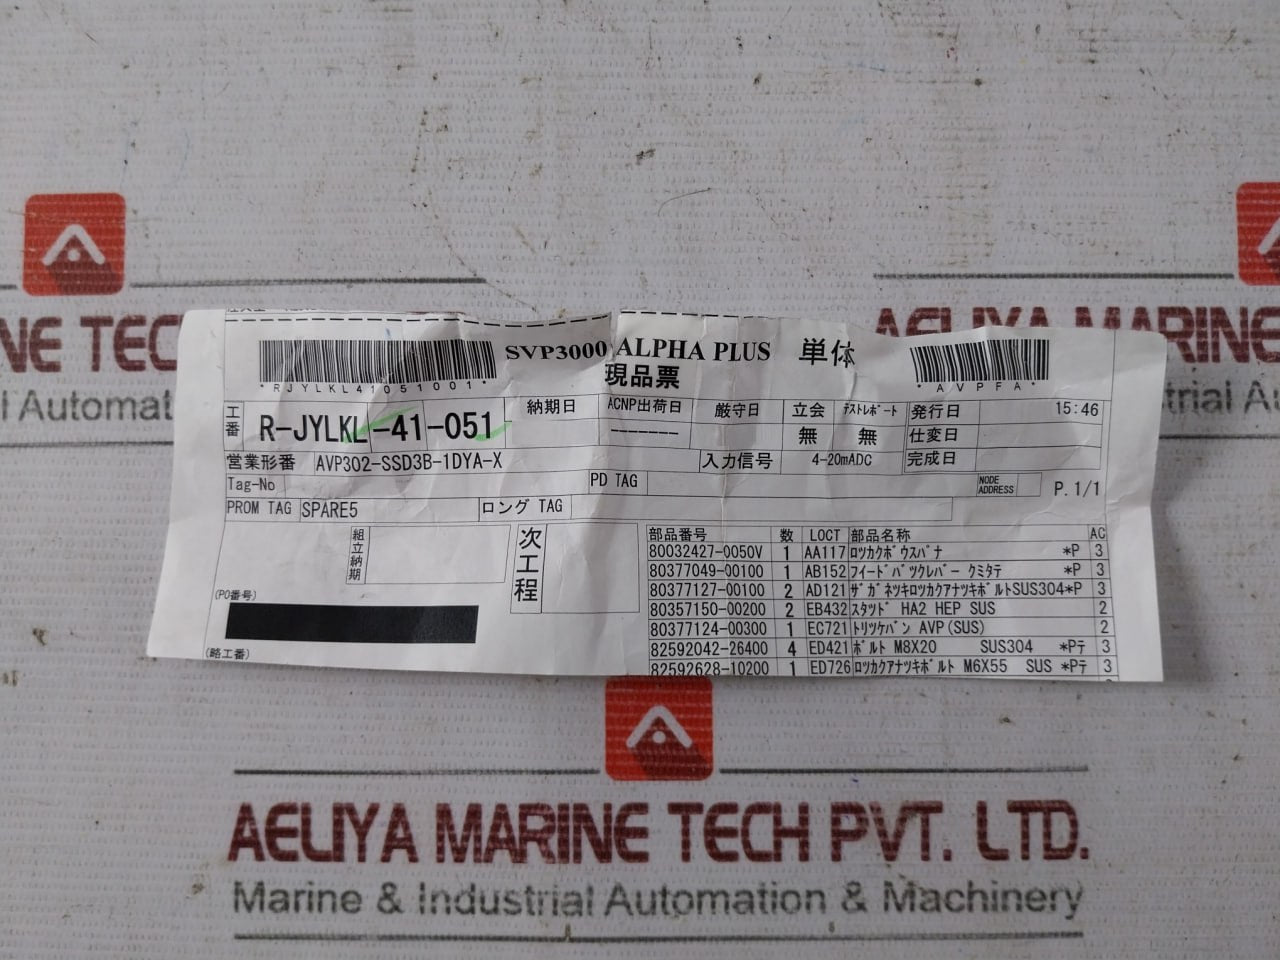 SVP3000 ALPHA PLUS 単体
現品票
*RJYLKL41051001*
*AVPFA*
工番 R-JYLKL-41-051
納期日 ACNP出荷日 厳守日 立会 ﾃｽﾄﾚﾎﾟｰﾄ 発行日 15:46
------- 無 無 仕変日
営業形番 AVP302-SSD3B-1DYA-X 入力信号 4-20mADC 完成日
Tag-No PD TAG NODE ADDRESS P.1/1
PROM TAG SPARE5 ロング TAG
組立納期 次工程
(PO番号)
(略工番)
部品番号 数 LOCT 部品名称 AC
80032427-0050V 1 AA117 ﾛﾂｶｸﾎﾞｳｽﾊﾟﾅ *P 3
80377049-00100 1 AB152 ﾌｲｰﾄﾞﾊﾞﾂｸﾚﾊﾞｰ ｸﾐﾀﾃ *P 3
80377127-00100 2 AD121 ｻﾞｶﾞﾈﾂｷﾛﾂｶｸｱﾅﾂｷﾎﾞﾙﾄSUS304*P 3
80357150-00200 2 EB432 ｽﾀﾂﾄﾞ HA2 HEP SUS 2
80377124-00300 1 EC721 ﾄﾘﾂｹﾊﾞﾝ AVP(SUS) 2
82592042-26400 4 ED421 ﾎﾞﾙﾄ M8X20 SUS304 *Pﾃ 3
82592628-10200 1 ED726 ﾛﾂｶｸｱﾅﾂｷﾎﾞﾙﾄ M6X55 SUS *Pﾃ 3
NE TEC
l Automat
AELIYA MARINE
trial Au
AELIYA MARINE TECH PVT. LTD.
Marine & Industrial Automation & Machinery